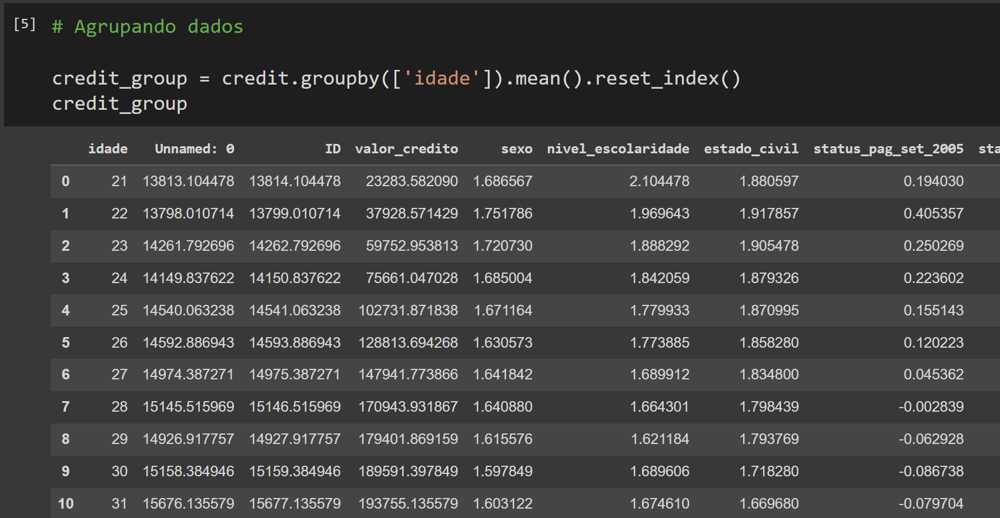 [5] # Agrupando dados
credit_group = credit.groupby(['idade']).mean().reset_index()
credit_group
idade Unnamed: 0 ID valor_credito sexo nivel_escolaridade estado_civil status_pag_set_2005 sta
0 21 13813.104478 13814.104478 23283.582090 1.686567 2.104478 1.880597 0.194030
1 22 13798.010714 13799.010714 37928.571429 1.751786 1.969643 1.917857 0.405357
2 23 14261.792696 14262.792696 59752.953813 1.720730 1.888292 1.905478 0.250269
3 24 14149.837622 14150.837622 75661.047028 1.685004 1.842059 1.879326 0.223602
4 25 14540.063238 14541.063238 102731.871838 1.671164 1.779933 1.870995 0.155143
5 26 14592.886943 14593.886943 128813.694268 1.630573 1.773885 1.858280 0.120223
6 27 14974.387271 14975.387271 147941.773866 1.641842 1.689912 1.834800 0.045362
7 28 15145.515969 15146.515969 170943.931867 1.640880 1.664301 1.798439 -0.002839
8 29 14926.917757 14927.917757 179401.869159 1.615576 1.621184 1.793769 -0.062928
9 30 15158.384946 15159.384946 189591.397849 1.597849 1.689606 1.718280 -0.086738
10 31 15676.135579 15677.135579 193755.135579 1.603122 1.674610 1.669680 -0.079704